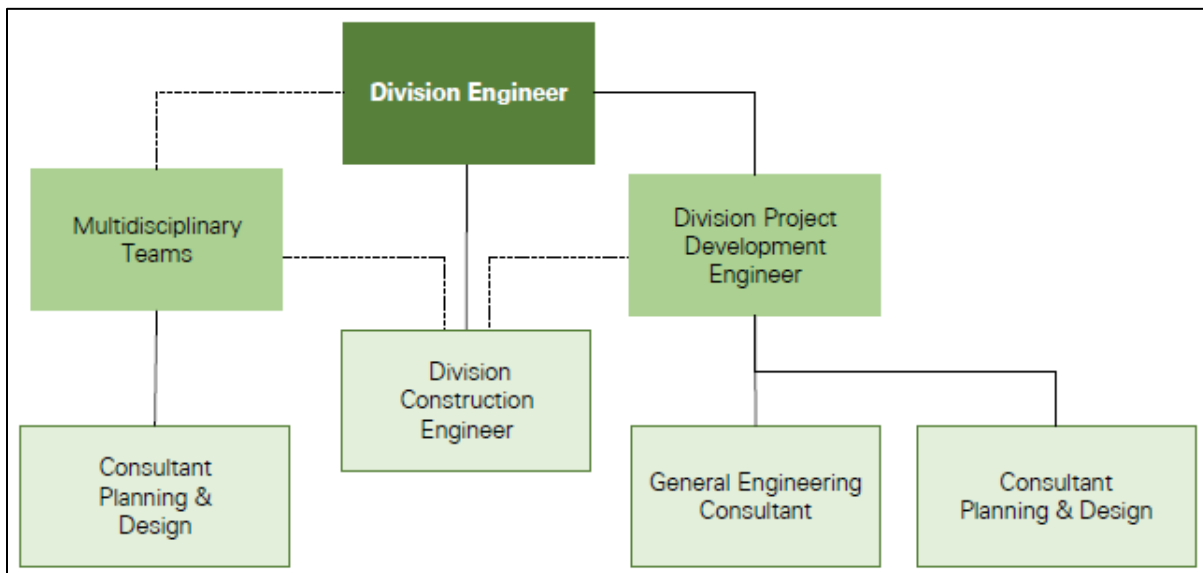 Division Engineer
Multidisciplinary
Teams
Division Project
Development
Engineer
Division
Construction
Engineer
Consultant
Planning &
Design
General Engineering
Consultant
Consultant
Planning & Design